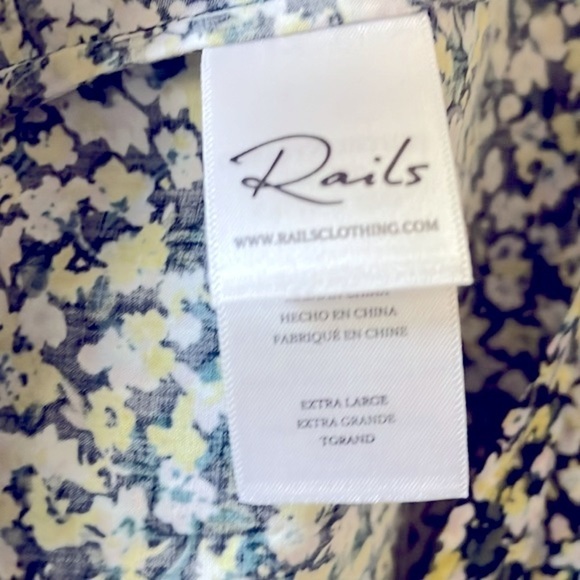 Rails
WWW.RAILSCLOTHING.COM
HECHO EN CHINA
FABRIQUÉ EN CHINE
EXTRA LARGE
EXTRA GRANDE
TGRAND